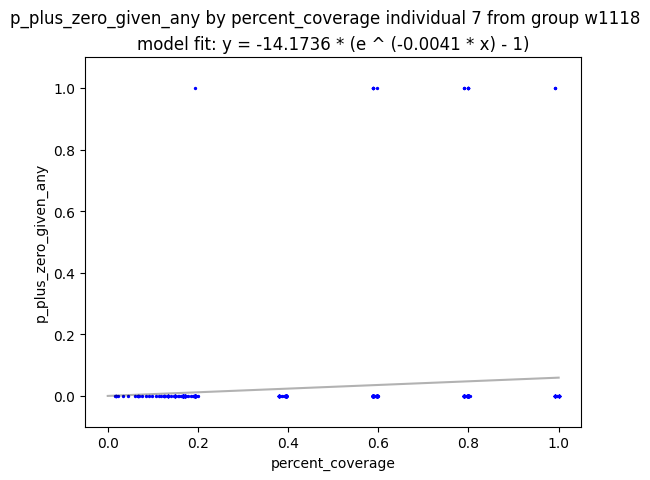 p_plus_zero_given_any by percent_coverage individual 7 from group w1118
model fit: y = -14.1736 * (e ^ (-0.0041 * x) - 1)
1.0
0.8
0.6
0.4
0.2
0.0
p_plus_zero_given_any
0.0 0.2 0.4 0.6 0.8 1.0
percent_coverage